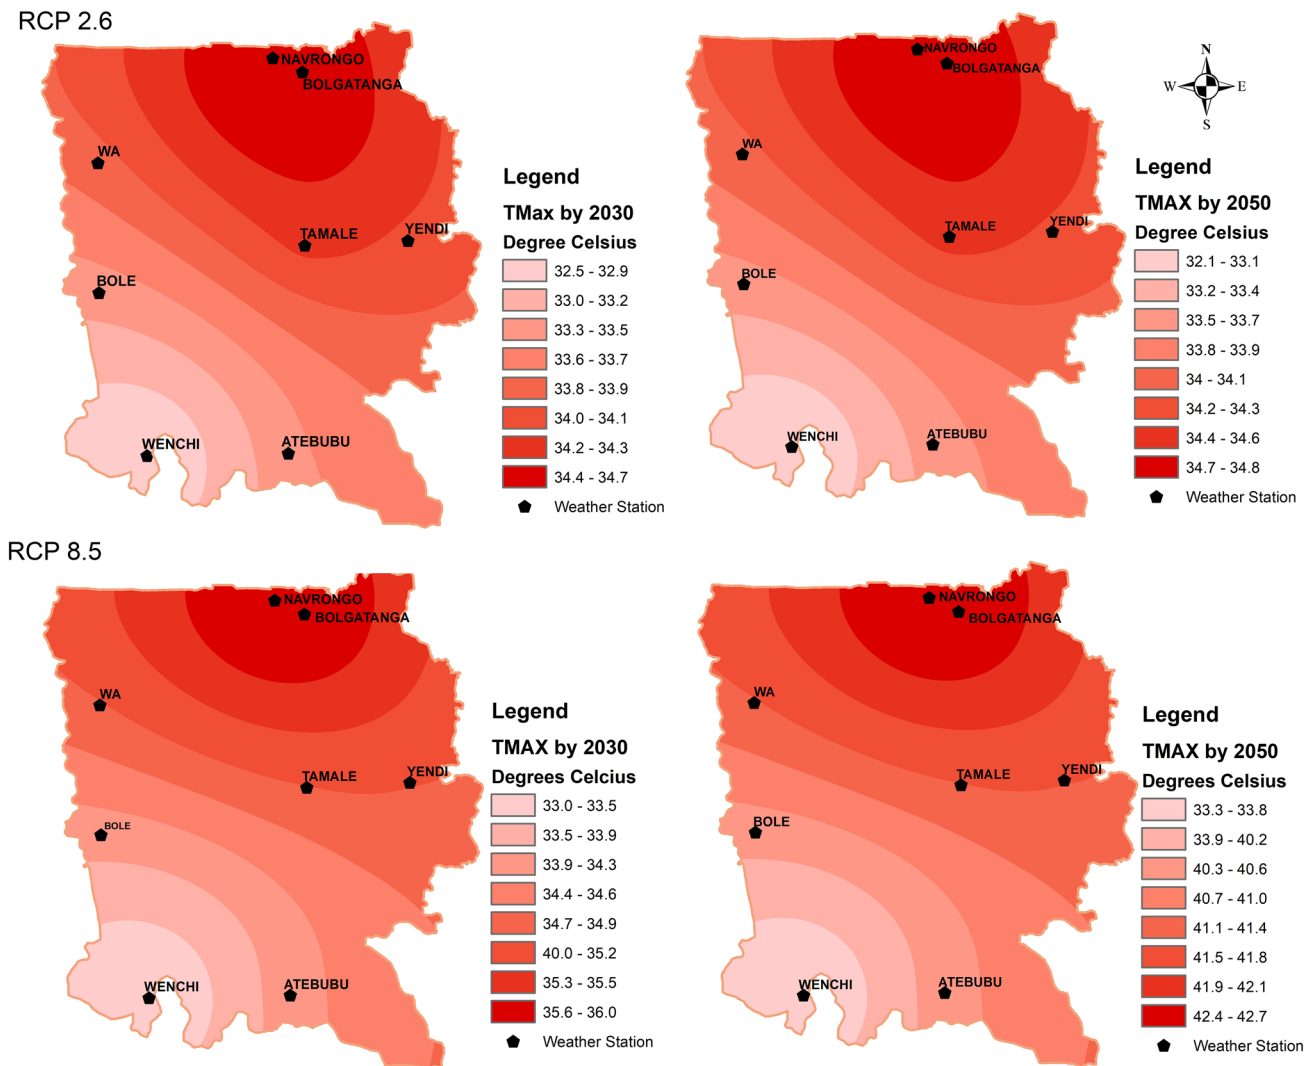 RCP 2.6
NAVRONGO
BOLGATANGA
WA
TAMALE
YENDI
BOLE
WENCHI
ATEBUBU
Legend
TMax by 2030
Degree Celsius
32.5 - 32.9
33.0 - 33.2
33.3 - 33.5
33.6 - 33.7
33.8 - 33.9
34.0 - 34.1
34.2 - 34.3
34.4 - 34.7
Weather Station
NAVRONGO
BOLGATANGA
WA
TAMALE
YENDI
BOLE
WENCHI
ATEBUBU
N
W E
S
Legend
TMAX by 2050
Degree Celsius
32.1 - 33.1
33.2 - 33.4
33.5 - 33.7
33.8 - 33.9
34 - 34.1
34.2 - 34.3
34.4 - 34.6
34.7 - 34.8
Weather Station
RCP 8.5
NAVRONGO
BOLGATANGA
WA
TAMALE
YENDI
BOLE
WENCHI
ATEBUBU
Legend
TMAX by 2030
Degrees Celcius
33.0 - 33.5
33.5 - 33.9
33.9 - 34.3
34.4 - 34.6
34.7 - 34.9
40.0 - 35.2
35.3 - 35.5
35.6 - 36.0
Weather Station
NAVRONGO
BOLGATANGA
WA
TAMALE
YENDI
BOLE
WENCHI
ATEBUBU
Legend
TMAX by 2050
Degrees Celsius
33.3 - 33.8
33.9 - 40.2
40.3 - 40.6
40.7 - 41.0
41.1 - 41.4
41.5 - 41.8
41.9 - 42.1
42.4 - 42.7
Weather Station